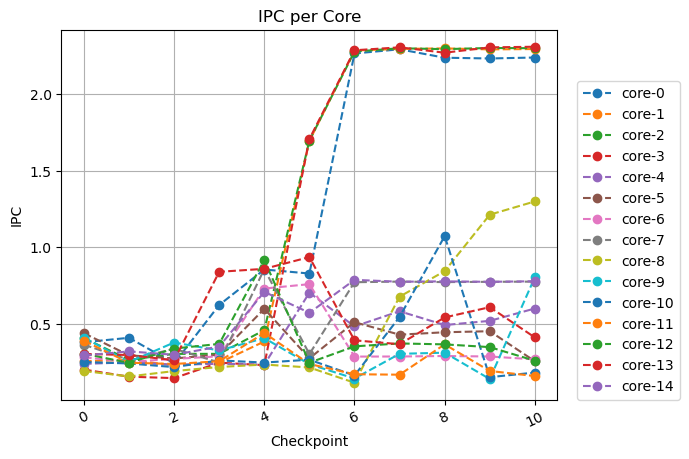 IPC per Core
IPC
2.0
1.5
1.0
0.5
0
2
4
6
8
10
Checkpoint
core-0
core-1
core-2
core-3
core-4
core-5
core-6
core-7
core-8
core-9
core-10
core-11
core-12
core-13
core-14